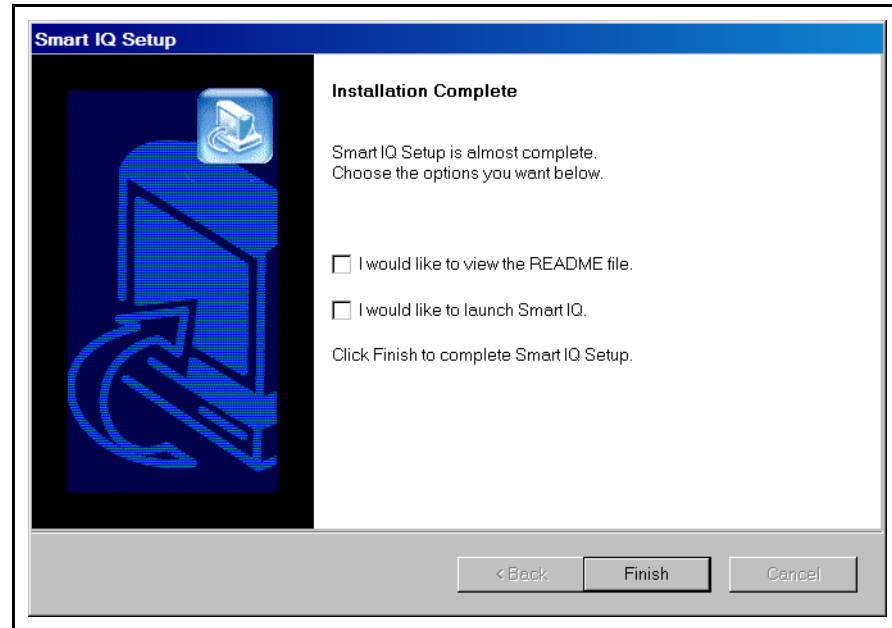 Smart IQ Setup
Installation Complete
Smart IQ Setup is almost complete.
Choose the options you want below.
I would like to view the README file.
I would like to launch Smart IQ.
Click Finish to complete Smart IQ Setup.
< Back
Finish
Cancel